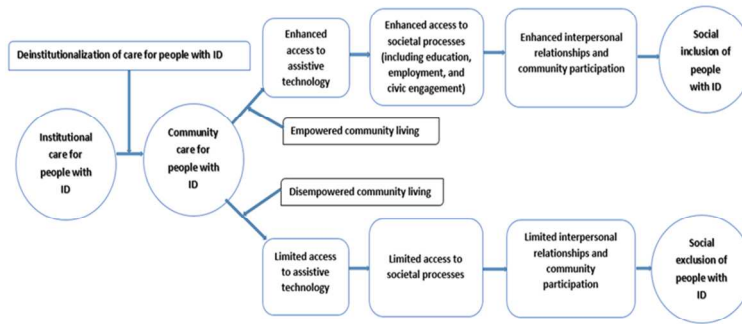 Deinstitutionalization of care for people with ID
Institutional
care for
people with
ID
Community
care for
people with
ID
Enhanced
access to
assistive
technology
Enhanced access to
societal processes
(including education,
employment, and
civic engagement)
Enhanced interpersonal
relationships and
community participation
Social
inclusion of
people
with ID
Empowered community living
Disempowered community living
Limited access
to assistive
technology
Limited access to
societal processes
Limited interpersonal
relationships and
community
participation
Social
exclusion of
people with
ID